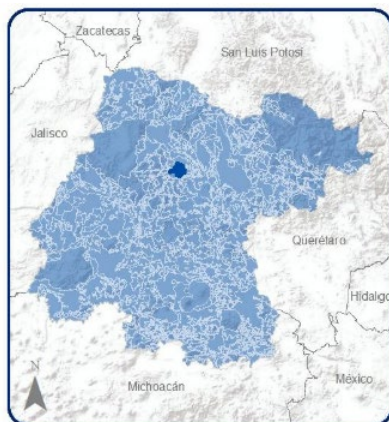 Zacatecas
San Luis Potosí
Jalisco
Querétaro
Hidalgo
N
Michoacán
México